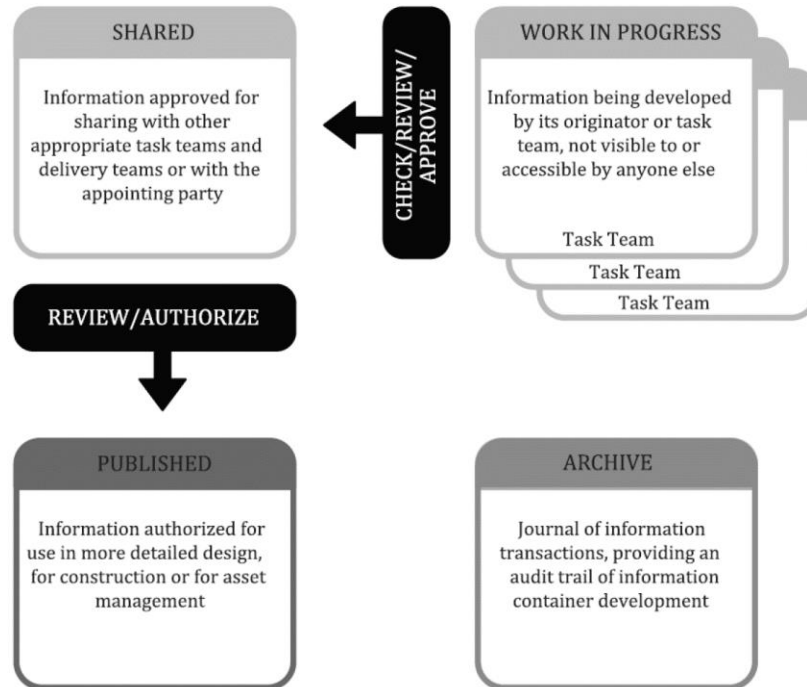 SHARED
Information approved for
sharing with other
appropriate task teams and
delivery teams or with the
appointing party
CHECK/REVIEW/
APPROVE
WORK IN PROGRESS
Information being developed
by its originator or task
team, not visible to or
accessible by anyone else
Task Team
Task Team
Task Team
REVIEW/AUTHORIZE
PUBLISHED
Information authorized for
use in more detailed design,
for construction or for asset
management
ARCHIVE
Journal of information
transactions, providing an
audit trail of information
container development